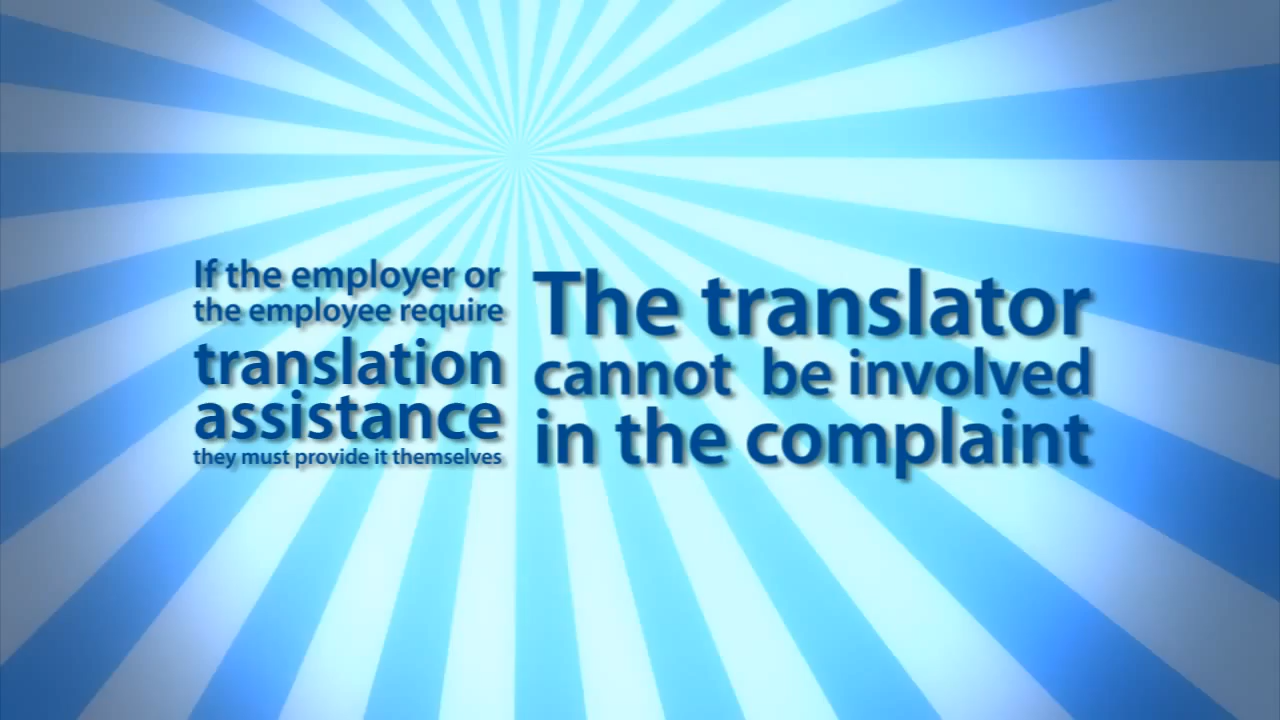 If the employer or
the employee require
translation
assistance
they must provide it themselves
The translator
cannot be involved
in the complaint